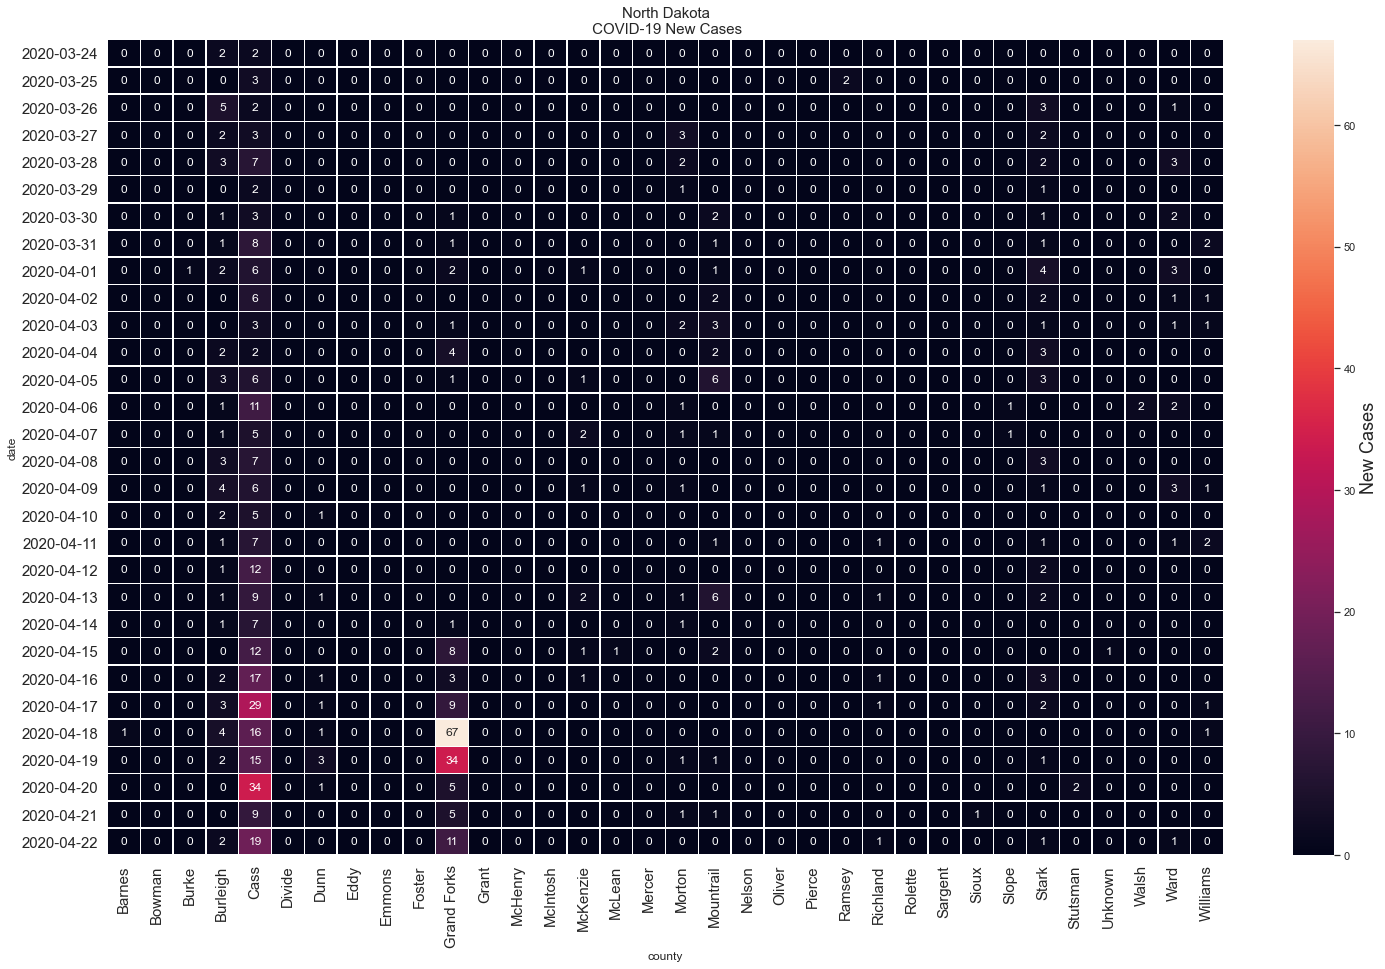 North Dakota
COVID-19 New Cases
2020-03-24 0 0 0 2 2 0 0 0 0 0 0 0 0 0 0 0 0 0 0 0 0 0 0 0 0 0 0 0 0 0 0 0 0 0
2020-03-25 0 0 0 0 3 0 0 0 0 0 0 0 0 0 0 0 0 0 0 0 0 0 2 0 0 0 0 0 0 0 0 0 0 0
2020-03-26 0 0 0 5 2 0 0 0 0 0 0 0 0 0 0 0 0 0 0 0 0 0 0 0 0 0 0 0 3 0 0 0 1 0
2020-03-27 0 0 0 2 3 0 0 0 0 0 0 0 0 0 0 0 0 3 0 0 0 0 0 0 0 0 0 0 2 0 0 0 0 0
2020-03-28 0 0 0 3 7 0 0 0 0 0 0 0 0 0 0 0 0 2 0 0 0 0 0 0 0 0 0 0 2 0 0 0 3 0
2020-03-29 0 0 0 0 2 0 0 0 0 0 0 0 0 0 0 0 0 1 0 0 0 0 0 0 0 0 0 0 1 0 0 0 0 0
2020-03-30 0 0 0 1 3 0 0 0 0 0 1 0 0 0 0 0 0 0 2 0 0 0 0 0 0 0 0 0 1 0 0 0 2 0
2020-03-31 0 0 0 1 8 0 0 0 0 0 1 0 0 0 0 0 0 0 1 0 0 0 0 0 0 0 0 0 1 0 0 0 0 2
2020-04-01 0 0 1 2 6 0 0 0 0 0 2 0 0 0 1 0 0 0 1 0 0 0 0 0 0 0 0 0 4 0 0 0 3 0
2020-04-02 0 0 0 0 6 0 0 0 0 0 0 0 0 0 0 0 0 0 2 0 0 0 0 0 0 0 0 0 2 0 0 0 1 1
2020-04-03 0 0 0 0 3 0 0 0 0 0 1 0 0 0 0 0 0 2 3 0 0 0 0 0 0 0 0 0 1 0 0 0 1 1
2020-04-04 0 0 0 2 2 0 0 0 0 0 4 0 0 0 0 0 0 0 2 0 0 0 0 0 0 0 0 0 3 0 0 0 0 0
2020-04-05 0 0 0 3 6 0 0 0 0 0 1 0 0 0 1 0 0 0 6 0 0 0 0 0 0 0 0 0 3 0 0 0 0 0
2020-04-06 0 0 0 1 11 0 0 0 0 0 0 0 0 0 0 0 0 1 0 0 0 0 0 0 0 0 0 1 0 0 0 2 2 0
2020-04-07 0 0 0 1 5 0 0 0 0 0 0 0 0 0 2 0 0 1 1 0 0 0 0 0 0 0 0 1 0 0 0 0 0 0
2020-04-08 0 0 0 3 7 0 0 0 0 0 0 0 0 0 0 0 0 0 0 0 0 0 0 0 0 0 0 0 3 0 0 0 0 0
2020-04-09 0 0 0 4 6 0 0 0 0 0 0 0 0 0 1 0 0 1 0 0 0 0 0 0 0 0 0 0 1 0 0 0 3 1
2020-04-10 0 0 0 2 5 0 1 0 0 0 0 0 0 0 0 0 0 0 0 0 0 0 0 0 0 0 0 0 0 0 0 0 0 0
2020-04-11 0 0 0 1 7 0 0 0 0 0 0 0 0 0 0 0 0 0 1 0 0 0 0 1 0 0 0 0 1 0 0 0 1 2
2020-04-12 0 0 0 1 12 0 0 0 0 0 0 0 0 0 0 0 0 0 0 0 0 0 0 0 0 0 0 0 2 0 0 0 0 0
2020-04-13 0 0 0 1 9 0 1 0 0 0 0 0 0 0 2 0 0 1 6 0 0 0 0 1 0 0 0 0 2 0 0 0 0 0
2020-04-14 0 0 0 1 7 0 0 0 0 0 1 0 0 0 0 0 0 1 0 0 0 0 0 0 0 0 0 0 0 0 0 0 0 0
2020-04-15 0 0 0 0 12 0 0 0 0 0 8 0 0 0 1 1 0 0 2 0 0 0 0 0 0 0 0 0 0 0 1 0 0 0
2020-04-16 0 0 0 2 17 0 1 0 0 0 3 0 0 0 1 0 0 0 0 0 0 0 0 1 0 0 0 0 3 0 0 0 0 0
2020-04-17 0 0 0 3 29 0 1 0 0 0 9 0 0 0 0 0 0 0 0 0 0 0 0 1 0 0 0 0 2 0 0 0 0 1
2020-04-18 1 0 0 4 16 0 1 0 0 0 67 0 0 0 0 0 0 0 0 0 0 0 0 0 0 0 0 0 0 0 0 0 0 1
2020-04-19 0 0 0 2 15 0 3 0 0 0 34 0 0 0 0 0 0 1 1 0 0 0 0 0 0 0 0 0 1 0 0 0 0 0
2020-04-20 0 0 0 0 34 0 1 0 0 0 5 0 0 0 0 0 0 0 0 0 0 0 0 0 0 0 0 0 0 2 0 0 0 0
2020-04-21 0 0 0 0 9 0 0 0 0 0 5 0 0 0 0 0 0 1 1 0 0 0 0 0 0 0 1 0 0 0 0 0 0 0
2020-04-22 0 0 0 2 19 0 0 0 0 0 11 0 0 0 0 0 0 0 0 0 0 0 0 1 0 0 0 0 1 0 0 0 1 0
date
Barnes Bowman Burke Burleigh Cass Divide Dunn Eddy Emmons Foster Grand Forks Grant McHenry McIntosh McKenzie McLean Mercer Morton Mountrail Nelson Oliver Pierce Ramsey Richland Rolette Sargent Sioux Slope Stark Stutsman Unknown Walsh Ward Williams
county
60
50
40
30
20
10
0
New Cases